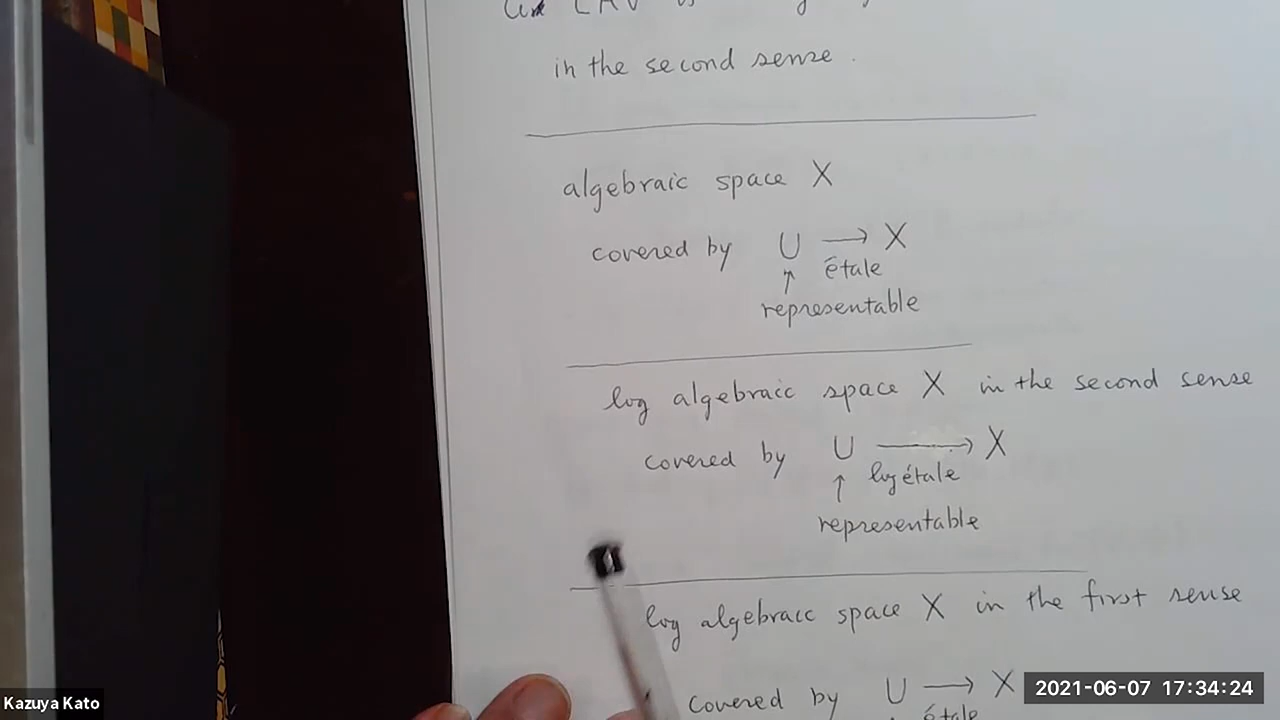 in the second sense.
algebraic space X
covered by U → X
étale
↑
representable
log algebraic space X in the second sense
covered by U → X
log étale
↑
representable
log algebraic space X in the first sense
covered by U → X
étale
Kazuya Kato
2021-06-07 17:34:24